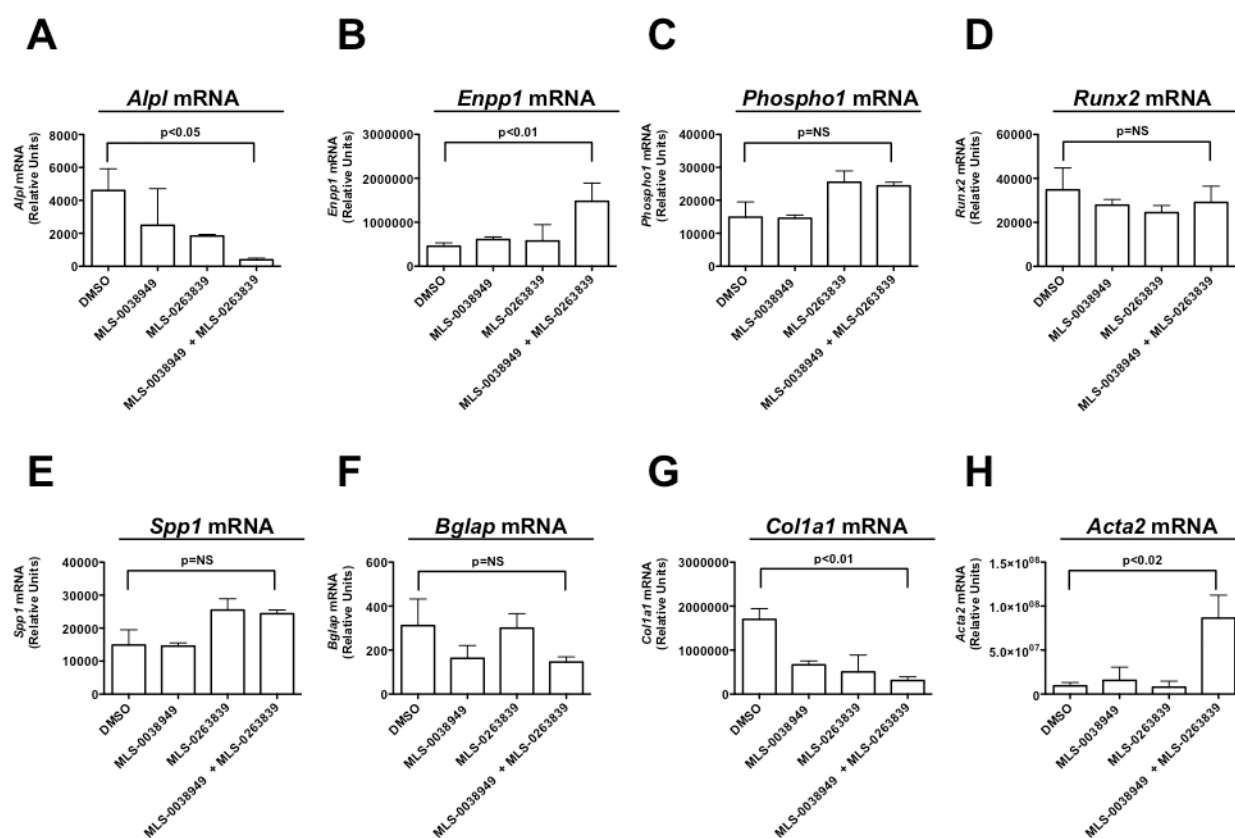 A
B
C
D
Alpl mRNA
Enpp1 mRNA
Phospho1 mRNA
Runx2 mRNA
Alpl mRNA
(Relative Units)
8000
6000
4000
2000
0
p<0.05
DMSO
MLS-0038949
MLS-0263839
MLS-0038949 + MLS-0263839
Enpp1 mRNA
(Relative Units)
3000000
2000000
1000000
0
p<0.01
DMSO
MLS-0038949
MLS-0263839
MLS-0038949 + MLS-0263839
Phospho1 mRNA
(Relative Units)
40000
30000
20000
10000
0
p=NS
DMSO
MLS-0038949
MLS-0263839
MLS-0038949 + MLS-0263839
Runx2 mRNA
(Relative Units)
60000
40000
20000
0
p=NS
DMSO
MLS-0038949
MLS-0263839
MLS-0038949 + MLS-0263839
E
F
G
H
Spp1 mRNA
Bglap mRNA
Col1a1 mRNA
Acta2 mRNA
Spp1 mRNA
(Relative Units)
40000
30000
20000
10000
0
p=NS
DMSO
MLS-0038949
MLS-0263839
MLS-0038949 + MLS-0263839
Bglap mRNA
(Relative Units)
600
400
200
0
p=NS
DMSO
MLS-0038949
MLS-0263839
MLS-0038949 + MLS-0263839
Col1a1 mRNA
(Relative Units)
3000000
2000000
1000000
0
p<0.01
DMSO
MLS-0038949
MLS-0263839
MLS-0038949 + MLS-0263839
Acta2 mRNA
(Relative Units)
1.5×10⁰⁸
1.0×10⁰⁸
5.0×10⁰⁷
0
p<0.02
DMSO
MLS-0038949
MLS-0263839
MLS-0038949 + MLS-0263839